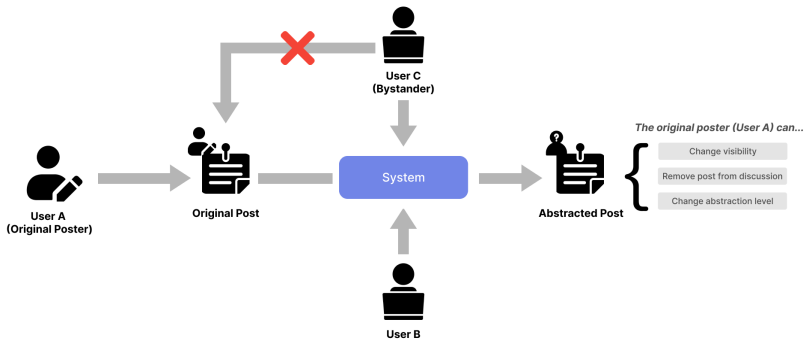 User C
(Bystander)
The original poster (User A) can...
Change visibility
Remove post from discussion
Change abstraction level
System
?
User A
(Original Poster)
Original Post
Abstracted Post
User B